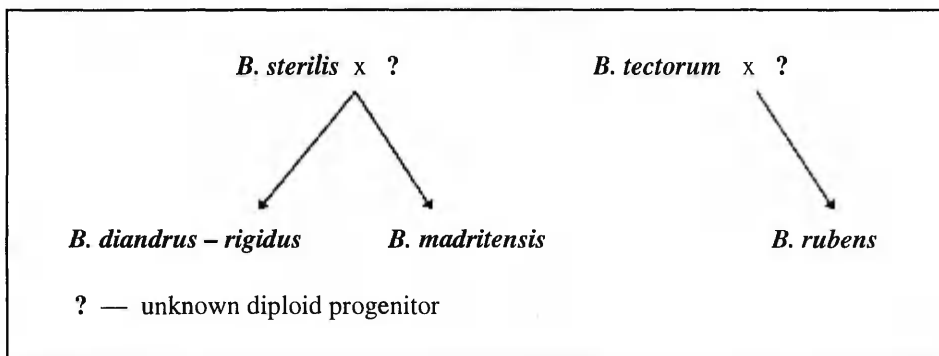 B. sterilis x ? B. tectorum x ?
B. diandrus – rigidus B. madritensis B. rubens
? — unknown diploid progenitor